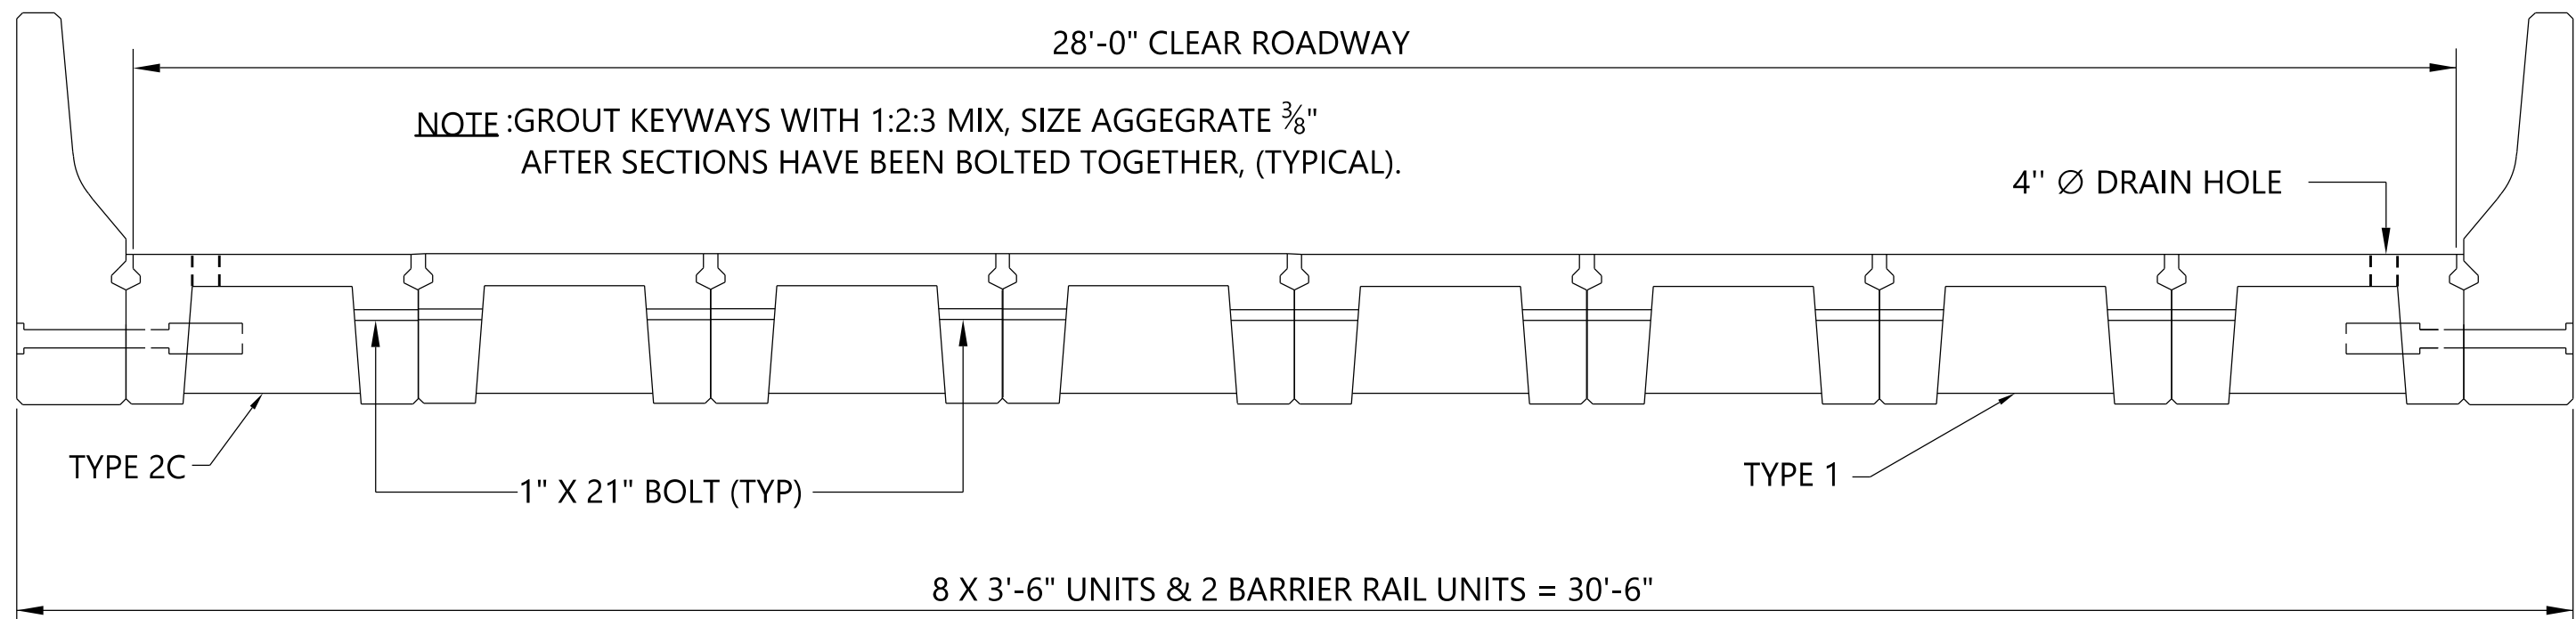 28'-0" CLEAR ROADWAY
NOTE :GROUT KEYWAYS WITH 1:2:3 MIX, SIZE AGGEGRATE ⅜"
AFTER SECTIONS HAVE BEEN BOLTED TOGETHER, (TYPICAL).
4'' Ø DRAIN HOLE
TYPE 2C
1" X 21" BOLT (TYP)
TYPE 1
8 X 3'-6" UNITS & 2 BARRIER RAIL UNITS = 30'-6"